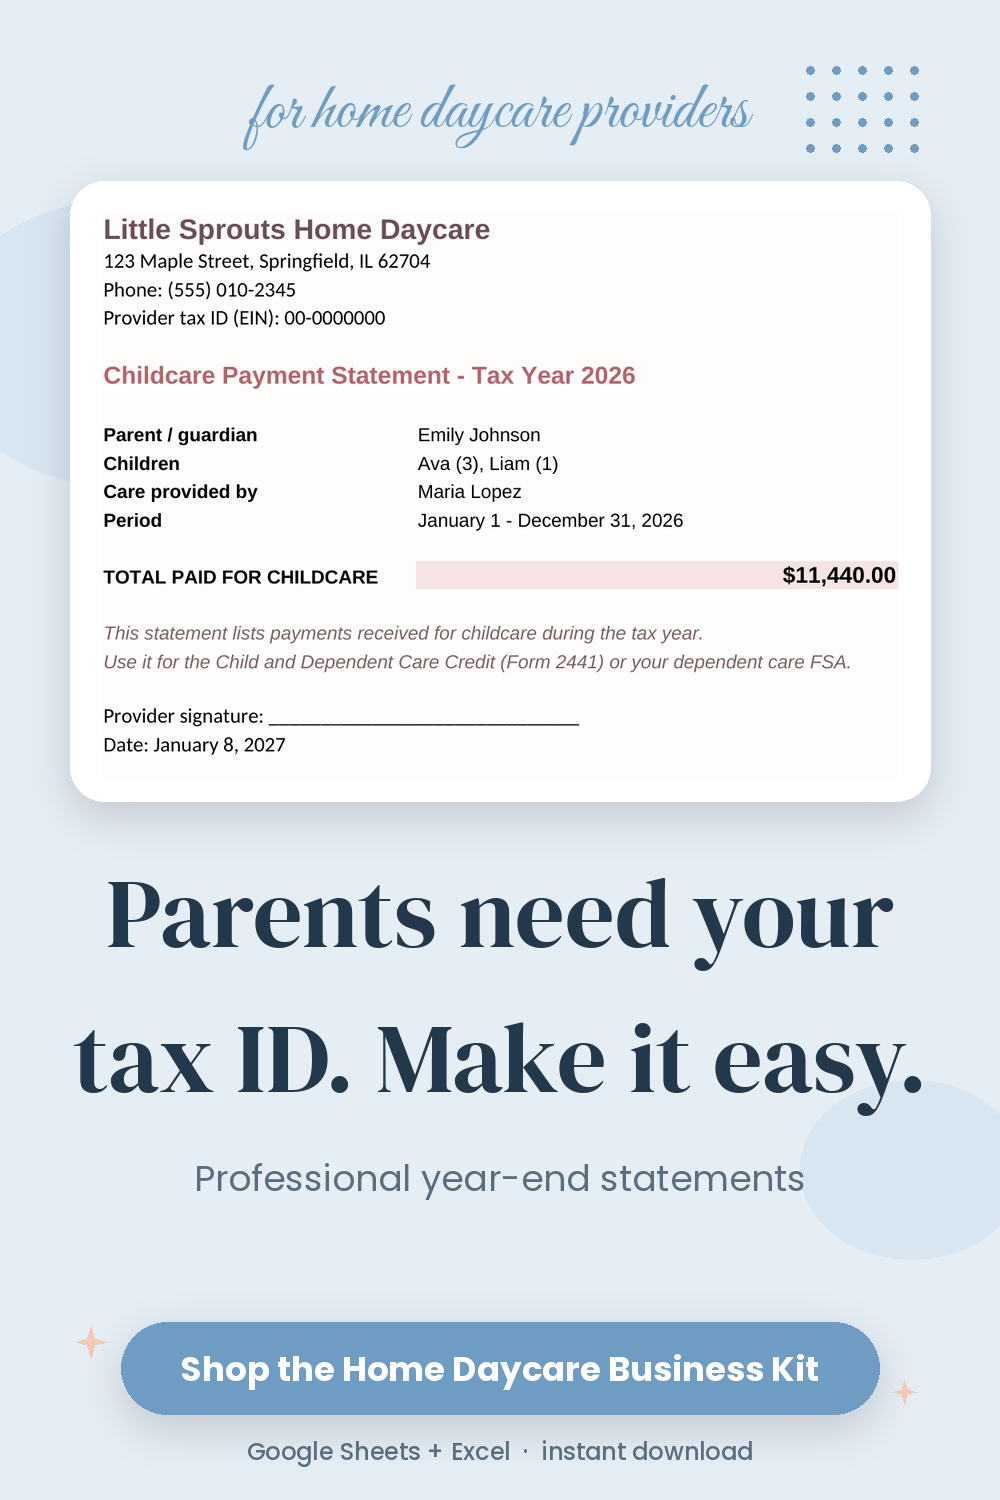 for home daycare providers
Little Sprouts Home Daycare
123 Maple Street, Springfield, IL 62704
Phone: (555) 010-2345
Provider tax ID (EIN): 00-0000000
Childcare Payment Statement - Tax Year 2026
Parent / guardian Emily Johnson
Children Ava (3), Liam (1)
Care provided by Maria Lopez
Period January 1 - December 31, 2026
TOTAL PAID FOR CHILDCARE $11,440.00
This statement lists payments received for childcare during the tax year.
Use it for the Child and Dependent Care Credit (Form 2441) or your dependent care FSA.
Provider signature: ______________________________
Date: January 8, 2027
Parents need your
tax ID. Make it easy.
Professional year-end statements
Shop the Home Daycare Business Kit
Google Sheets + Excel · instant download